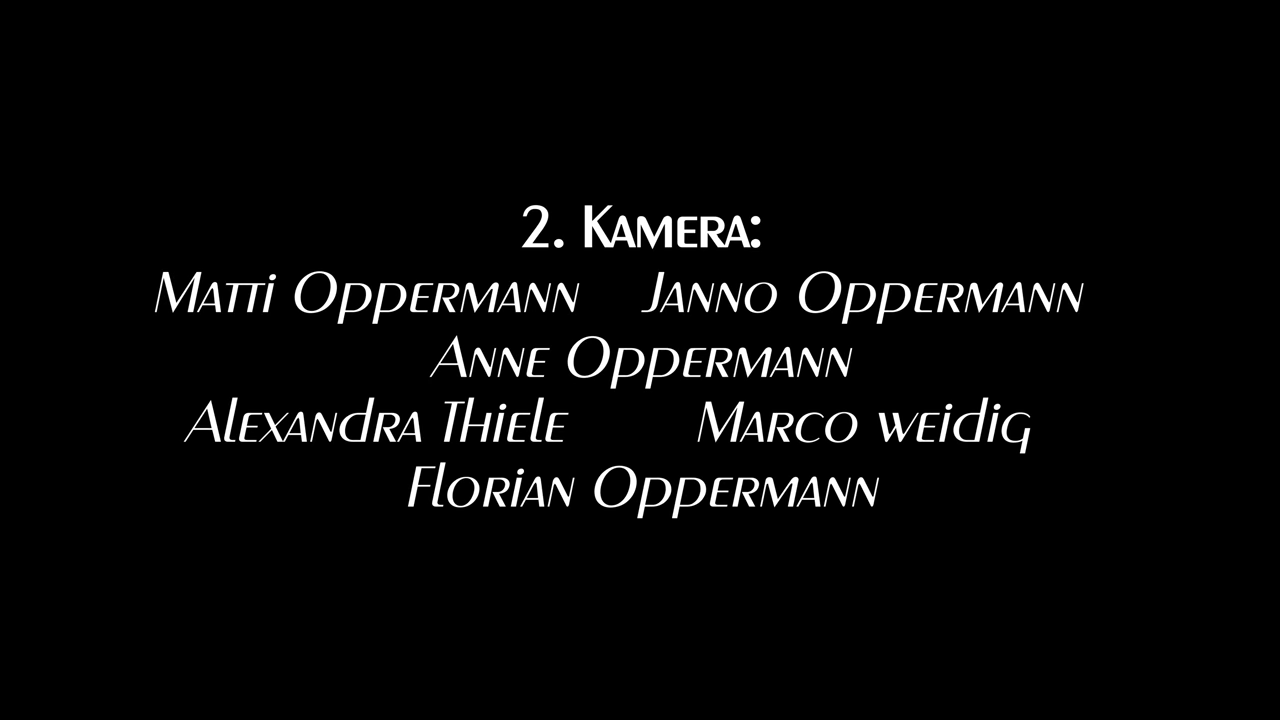 2. Kamera:
Matti Oppermann Janno Oppermann
Anne Oppermann
Alexandra Thiele Marco weidig
Florian Oppermann